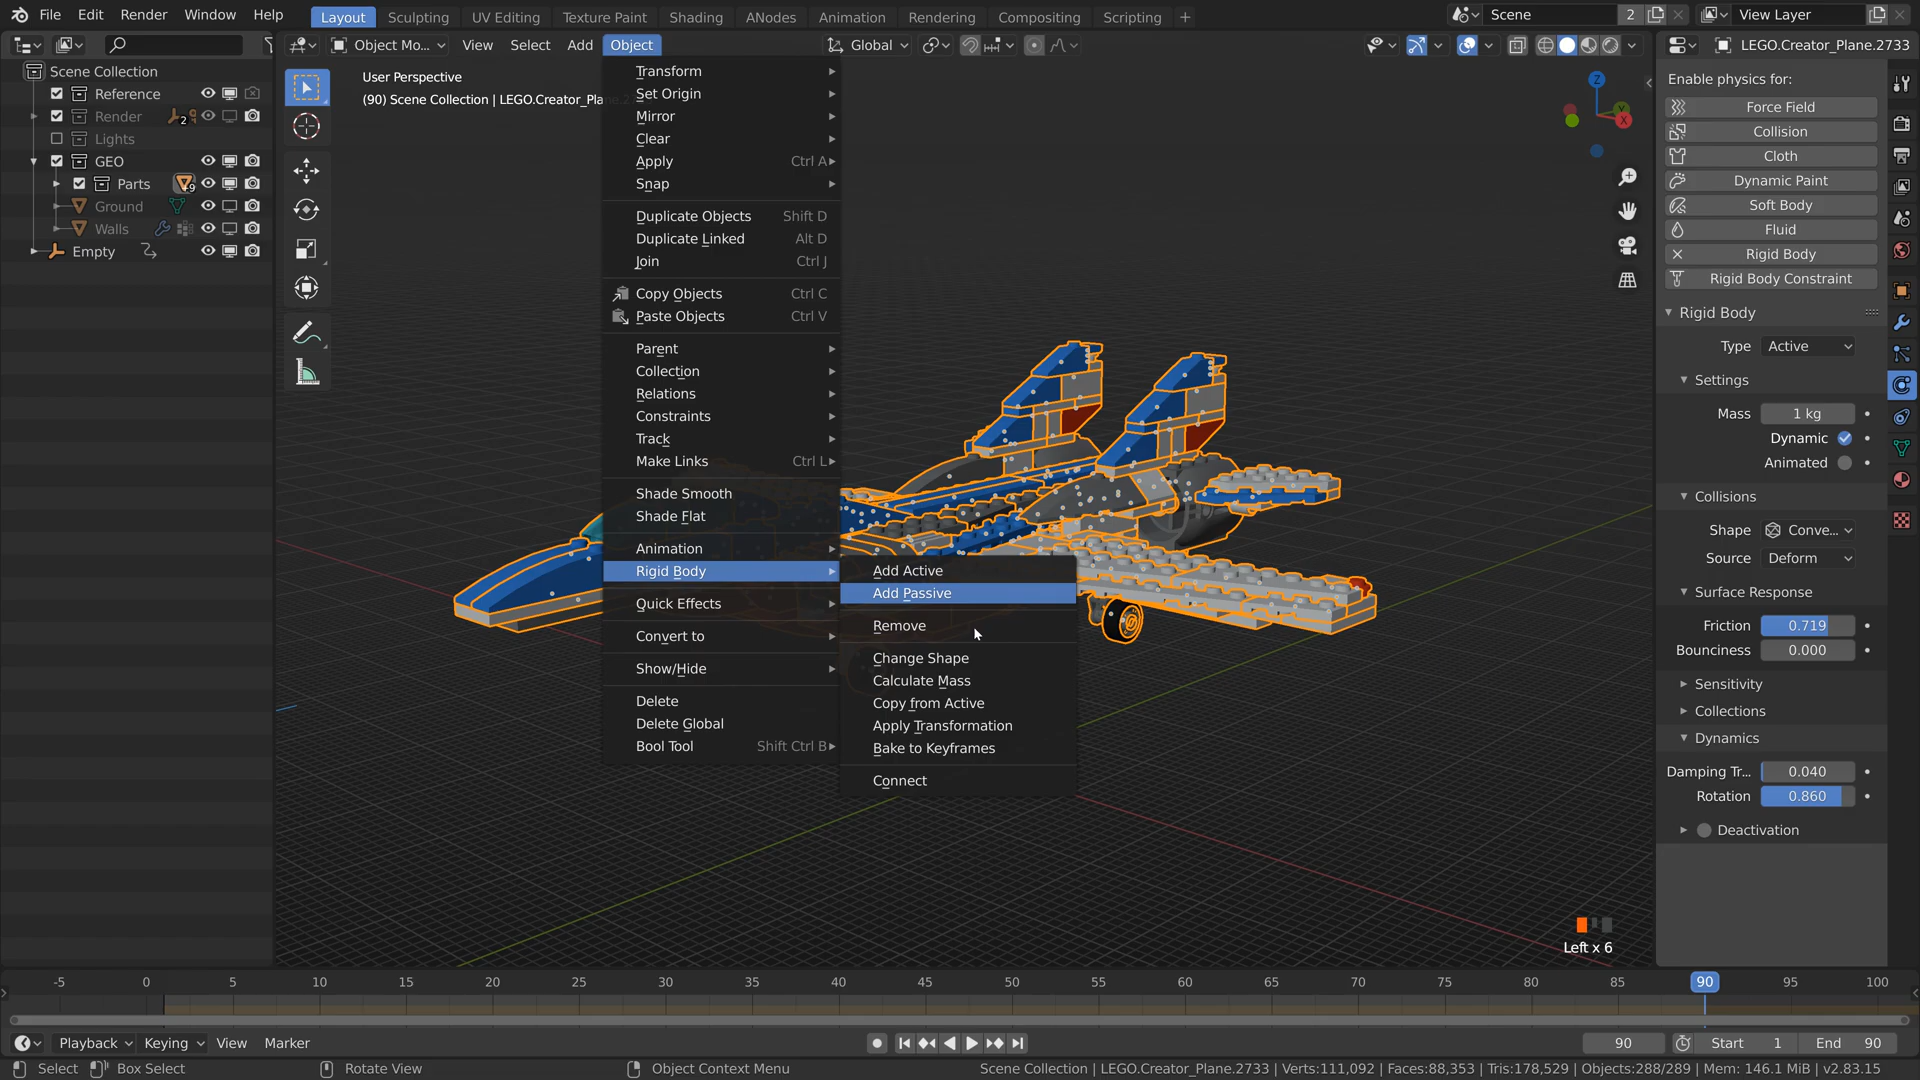 File Edit Render Window Help Layout Sculpting UV Editing Texture Paint Shading ANodes Animation Rendering Compositing Scripting + Scene 2 View Layer
Object Mo... View Select Add Object Global LEGO.Creator_Plane.2733
User Perspective
(90) Scene Collection | LEGO.Creator_Pla
Scene Collection
Reference
Render 2
Lights
GEO
Parts 9
Ground
Walls
Empty
Transform
Set Origin
Mirror
Clear
Apply Ctrl A
Snap
Duplicate Objects Shift D
Duplicate Linked Alt D
Join Ctrl J
Copy Objects Ctrl C
Paste Objects Ctrl V
Parent
Collection
Relations
Constraints
Track
Make Links Ctrl L
Shade Smooth
Shade Flat
Animation
Rigid Body
Quick Effects
Convert to
Show/Hide
Delete
Delete Global
Bool Tool Shift Ctrl B
Add Active
Add Passive
Remove
Change Shape
Calculate Mass
Copy from Active
Apply Transformation
Bake to Keyframes
Connect
Z
Y
X
Left x 6
Enable physics for:
Force Field
Collision
Cloth
Dynamic Paint
Soft Body
Fluid
Rigid Body
Rigid Body Constraint
Rigid Body
Type Active
Settings
Mass 1 kg
Dynamic
Animated
Collisions
Shape Conve...
Source Deform
Surface Response
Friction 0.719
Bounciness 0.000
Sensitivity
Collections
Dynamics
Damping Tr... 0.040
Rotation 0.860
Deactivation
-5 0 5 10 15 20 25 30 35 40 45 50 55 60 65 70 75 80 85 90 95 100
Playback Keying View Marker 90 Start 1 End 90
Select Box Select Rotate View Object Context Menu Scene Collection | LEGO.Creator_Plane.2733 | Verts:111,092 | Faces:88,353 | Tris:178,529 | Objects:288/289 | Mem: 146.1 MiB | v2.83.15